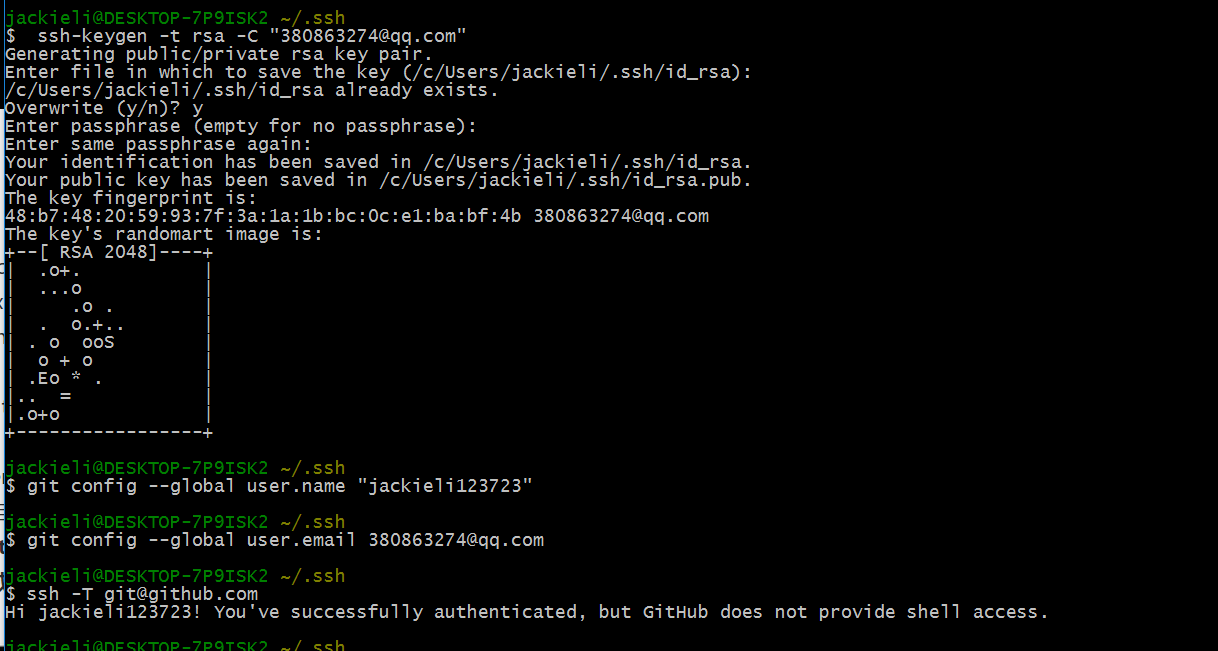 jackieli@DESKTOP-7P9ISK2 ~/.ssh
$  ssh-keygen -t rsa -C "380863274@qq.com"
Generating public/private rsa key pair.
Enter file in which to save the key (/c/Users/jackieli/.ssh/id_rsa):
/c/Users/jackieli/.ssh/id_rsa already exists.
Overwrite (y/n)? y
Enter passphrase (empty for no passphrase):
Enter same passphrase again:
Your identification has been saved in /c/Users/jackieli/.ssh/id_rsa.
Your public key has been saved in /c/Users/jackieli/.ssh/id_rsa.pub.
The key fingerprint is:
48:b7:48:20:59:93:7f:3a:1a:1b:bc:0c:e1:ba:bf:4b 380863274@qq.com
The key's randomart image is:
+--[ RSA 2048]----+
|  .o+.           |
|  ...o           |
|     .o .        |
|  .  o.+..       |
| . o  ooS        |
|  o + o          |
| .Eo * .         |
|..  =            |
|.o+o             |
+-----------------+
jackieli@DESKTOP-7P9ISK2 ~/.ssh
$ git config --global user.name "jackieli123723"
jackieli@DESKTOP-7P9ISK2 ~/.ssh
$ git config --global user.email 380863274@qq.com
jackieli@DESKTOP-7P9ISK2 ~/.ssh
$ ssh -T git@github.com
Hi jackieli123723! You've successfully authenticated, but GitHub does not provide shell access.
jackieli@DESKTOP-7P9ISK2 ~/.ssh